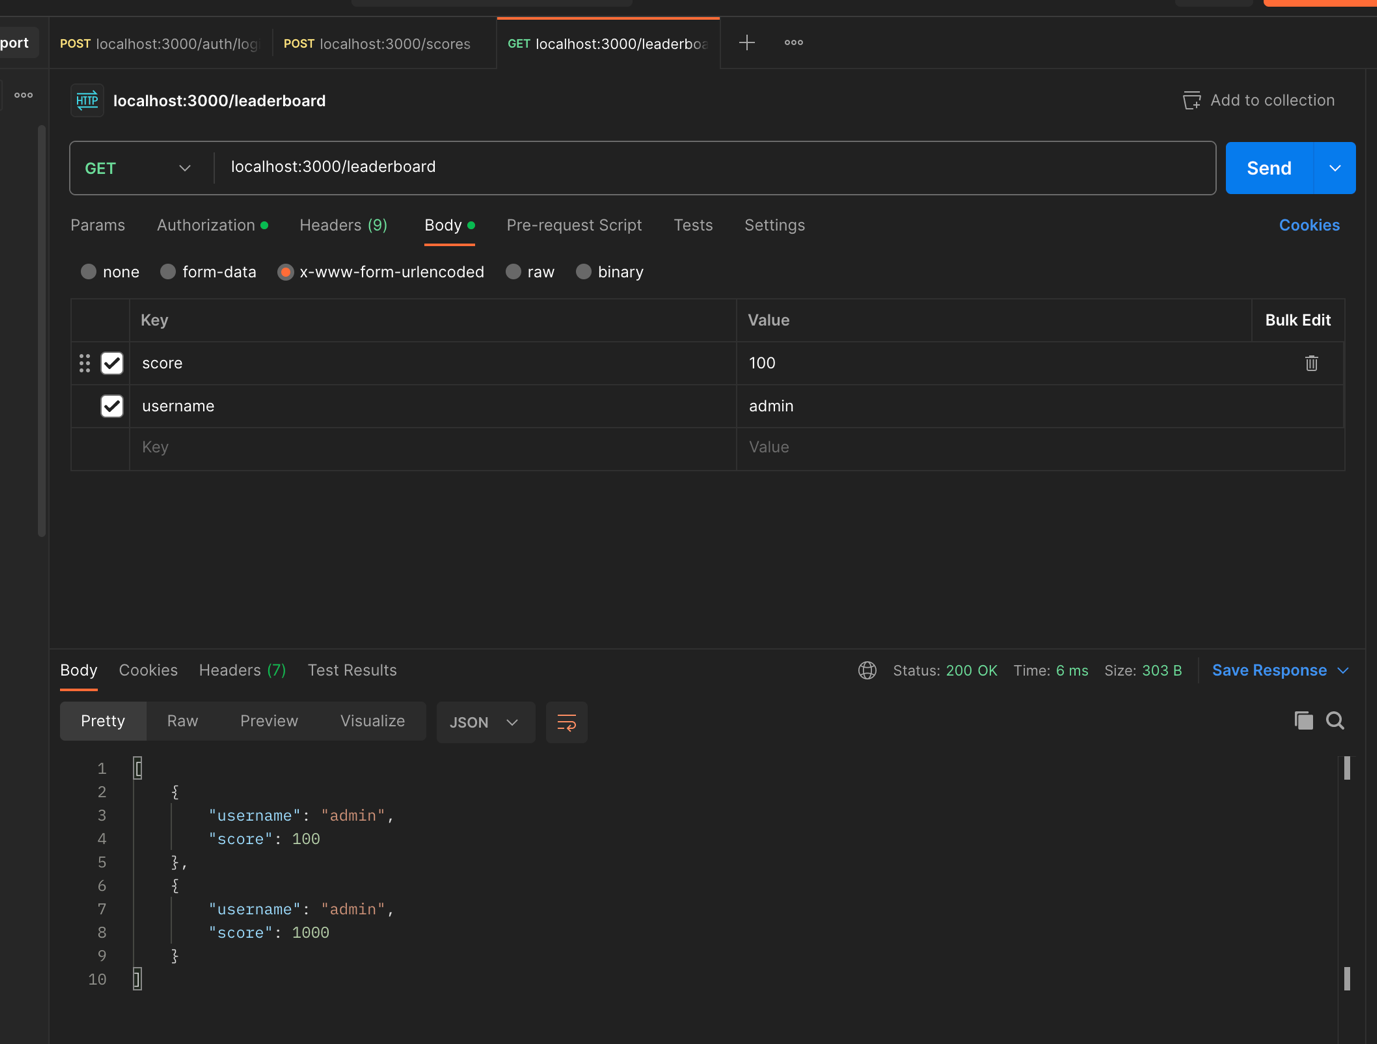 port
POST localhost:3000/auth/log
POST localhost:3000/scores
GET localhost:3000/leaderboa
HTTP localhost:3000/leaderboard
Add to collection
GET
localhost:3000/leaderboard
Send
Params
Authorization
Headers (9)
Body
Pre-request Script
Tests
Settings
Cookies
none
form-data
x-www-form-urlencoded
raw
binary
Key
Value
Bulk Edit
score
100
username
admin
Key
Value
Body
Cookies
Headers (7)
Test Results
Status: 200 OK
Time: 6 ms
Size: 303 B
Save Response
Pretty
Raw
Preview
Visualize
JSON
1 [
2 {
3 "username": "admin",
4 "score": 100
5 },
6 {
7 "username": "admin",
8 "score": 1000
9 }
10 ]